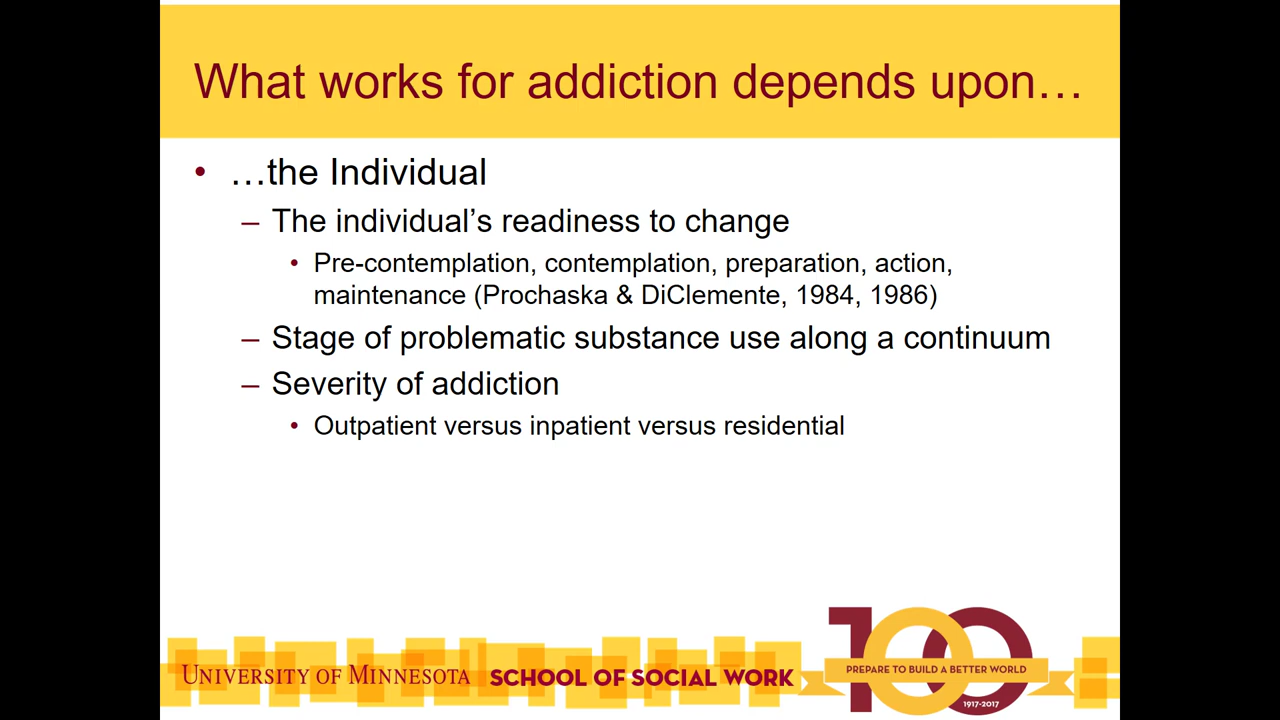 What works for addiction depends upon…
• …the Individual
– The individual’s readiness to change
• Pre-contemplation, contemplation, preparation, action,
maintenance (Prochaska & DiClemente, 1984, 1986)
– Stage of problematic substance use along a continuum
– Severity of addiction
• Outpatient versus inpatient versus residential
UNIVERSITY OF MINNESOTA SCHOOL OF SOCIAL WORK
100
PREPARE TO BUILD A BETTER WORLD
1917-2017